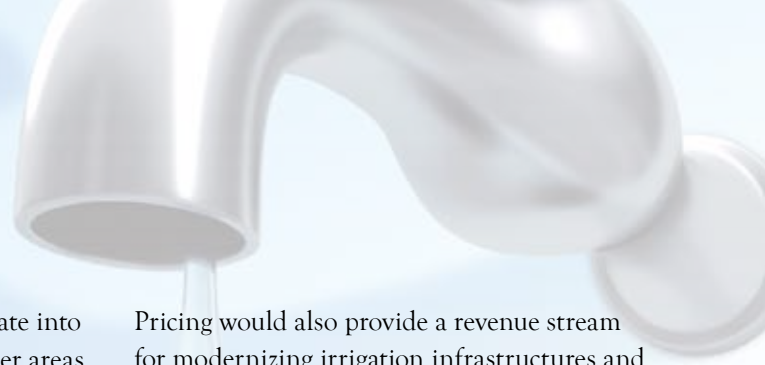 ate into
er areas
Pricing would also provide a revenue stream
for modernizing irrigation infrastructures and